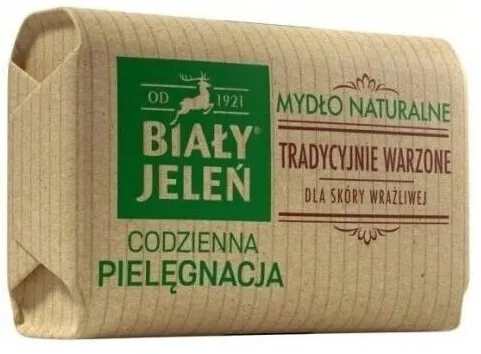 OD 1921
BIAŁY®
JELEŃ
CODZIENNA
PIELĘGNACJA
MYDŁO NATURALNE
TRADYCYJNIE WARZONE
DLA SKÓRY WRAŻLIWEJ